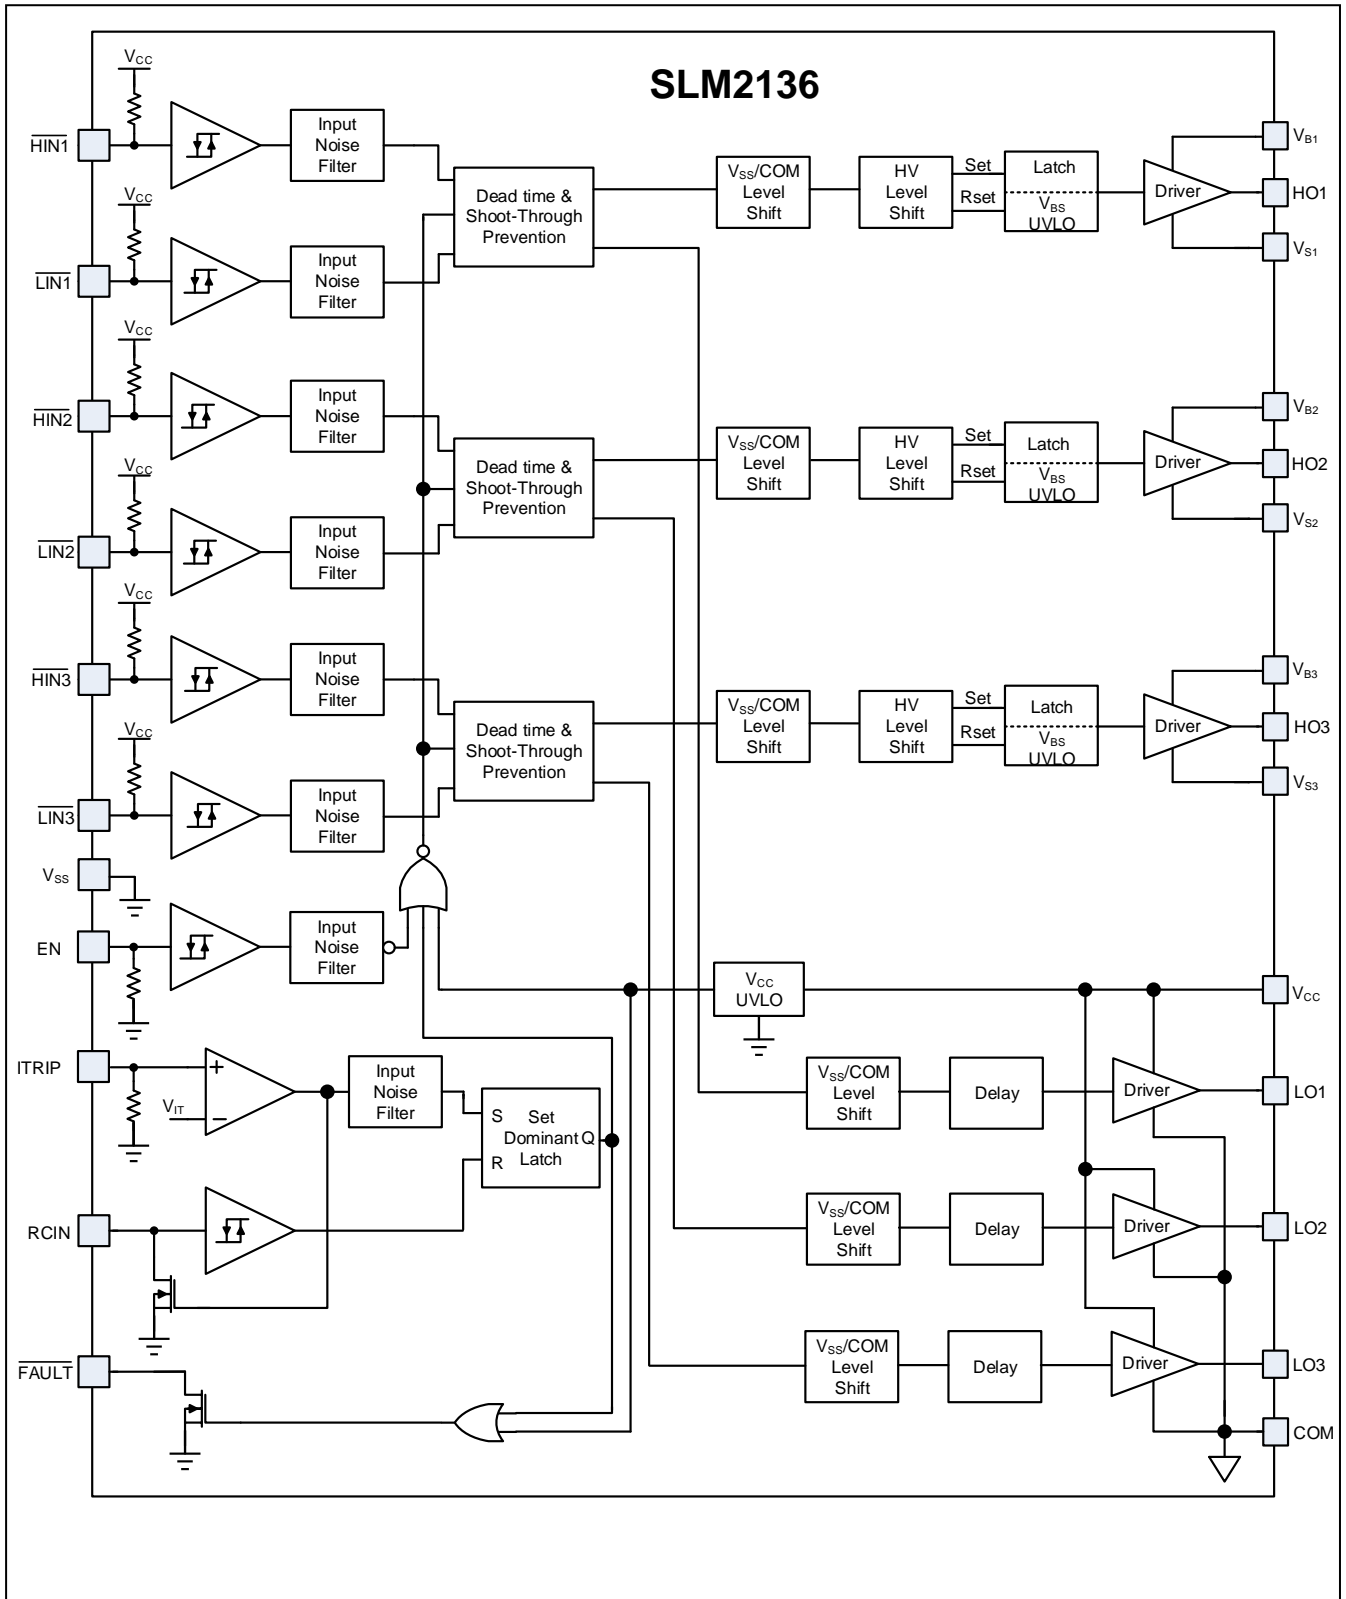 SLM2136
VCC
HIN1
Input
Noise
Filter
VCC
LIN1
Input
Noise
Filter
Dead time &
Shoot-Through
Prevention
VSS/COM
Level
Shift
HV
Level
Shift
Set
Rset
Latch
VBS
UVLO
Driver
VB1
HO1
VS1
VCC
HIN2
Input
Noise
Filter
VCC
LIN2
Input
Noise
Filter
Dead time &
Shoot-Through
Prevention
VSS/COM
Level
Shift
HV
Level
Shift
Set
Rset
Latch
VBS
UVLO
Driver
VB2
HO2
VS2
VCC
HIN3
Input
Noise
Filter
VCC
LIN3
Input
Noise
Filter
Dead time &
Shoot-Through
Prevention
VSS/COM
Level
Shift
HV
Level
Shift
Set
Rset
Latch
VBS
UVLO
Driver
VB3
HO3
VS3
VSS
EN
Input
Noise
Filter
VCC
UVLO
VCC
ITRIP
+
VIT
−
Input
Noise
Filter
S
R
Set
Dominant
Latch
Q
RCIN
FAULT
VSS/COM
Level
Shift
Delay
Driver
LO1
VSS/COM
Level
Shift
Delay
Driver
LO2
VSS/COM
Level
Shift
Delay
Driver
LO3
COM